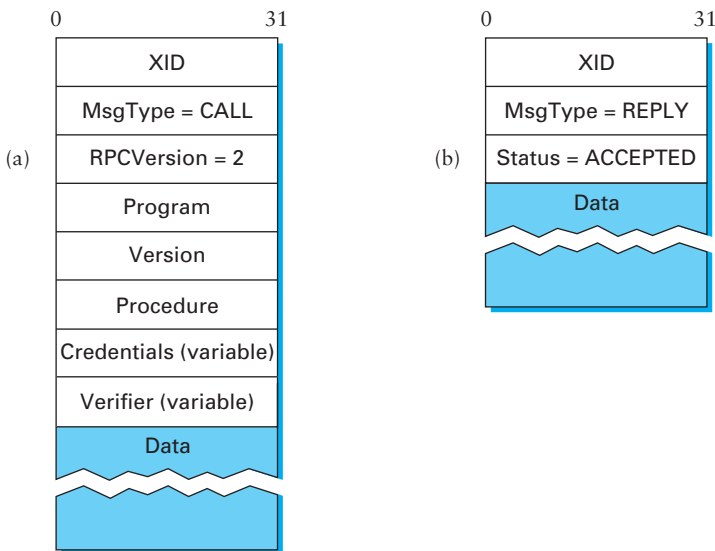 0 31
XID
MsgType = CALL
(a) RPCVersion = 2
Program
Version
Procedure
Credentials (variable)
Verifier (variable)
Data
0 31
XID
MsgType = REPLY
(b) Status = ACCEPTED
Data